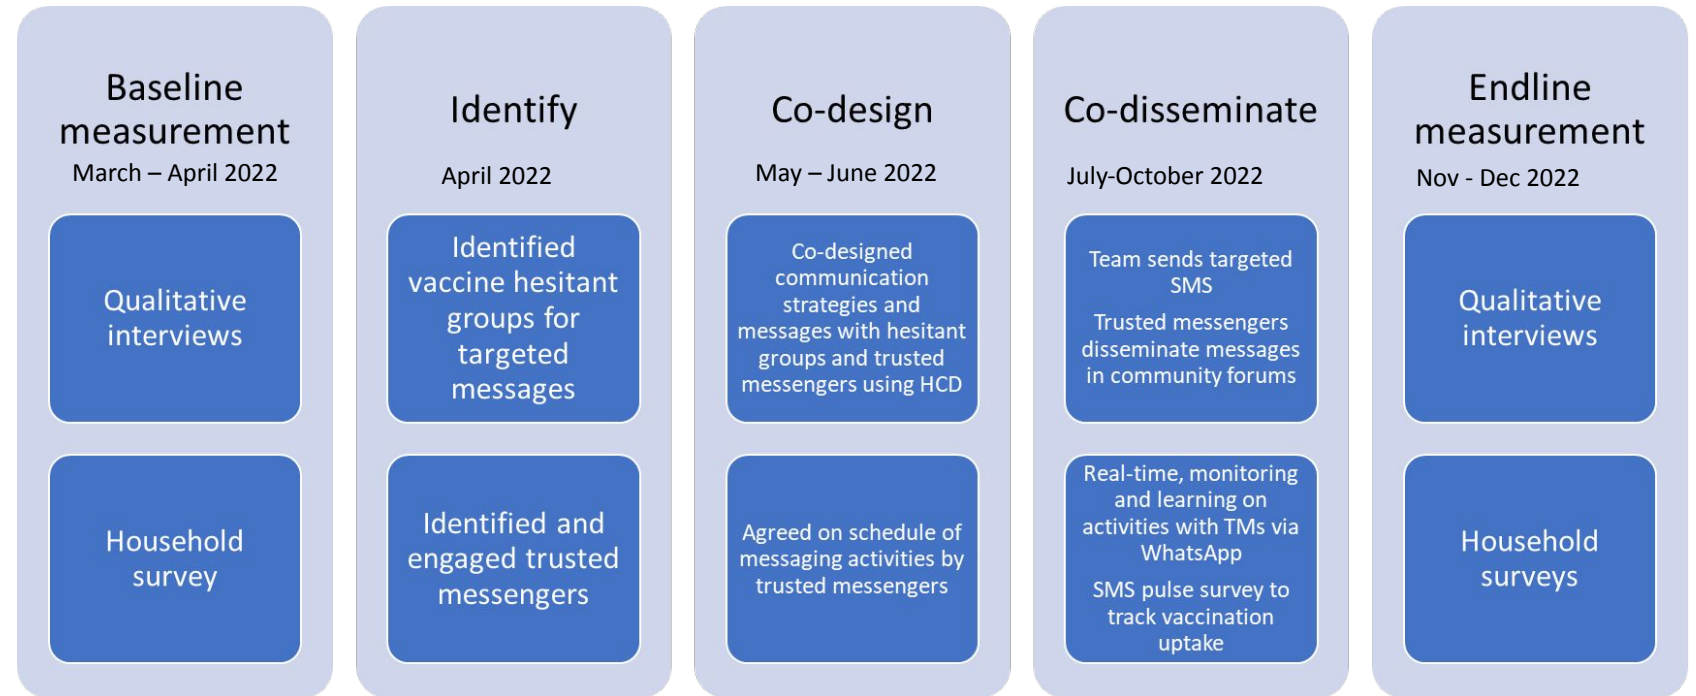 Baseline
measurement
March – April 2022
Qualitative
interviews
Household
survey
Identify
April 2022
Identified
vaccine hesitant
groups for
targeted
messages
Identified and
engaged trusted
messengers
Co-design
May – June 2022
Co-designed
communication
strategies and
messages with hesitant
groups and trusted
messengers using HCD
Agreed on schedule of
messaging activities by
trusted messengers
Co-disseminate
July-October 2022
Team sends targeted
SMS
Trusted messengers
disseminate messages
in community forums
Real-time, monitoring
and learning on
activities with TMs via
WhatsApp
SMS pulse survey to
track vaccination
uptake
Endline
measurement
Nov - Dec 2022
Qualitative
interviews
Household
surveys